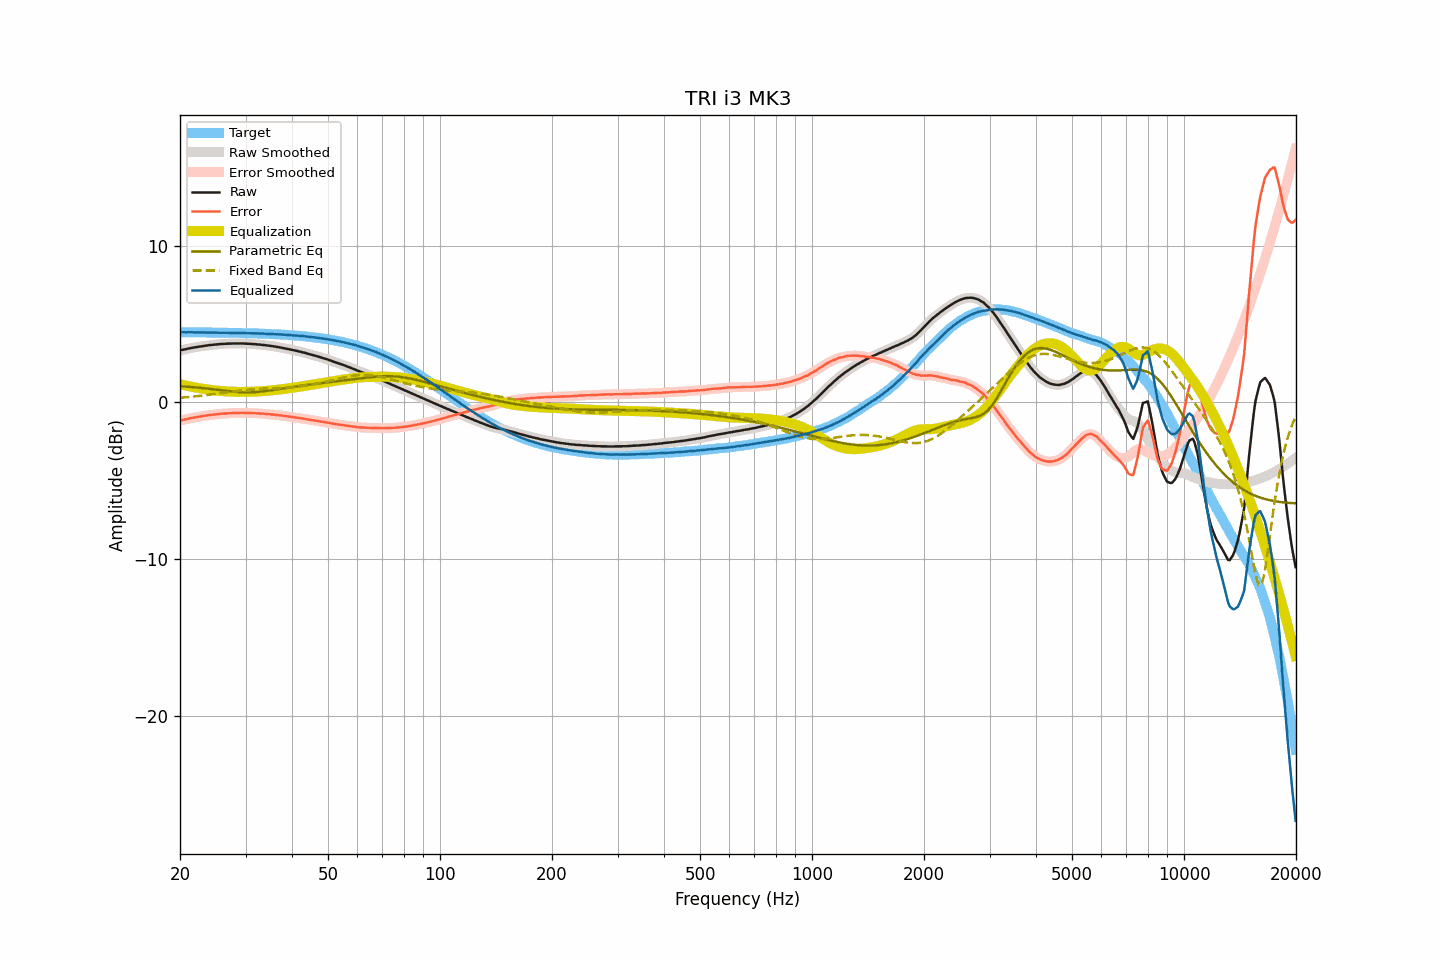 TRI i3 MK3
Target
Raw Smoothed
Error Smoothed
Raw
Error
Equalization
Parametric Eq
Fixed Band Eq
Equalized
10
0
−10
−20
Amplitude (dBr)
20 50 100 200 500 1000 2000 5000 10000 20000
Frequency (Hz)